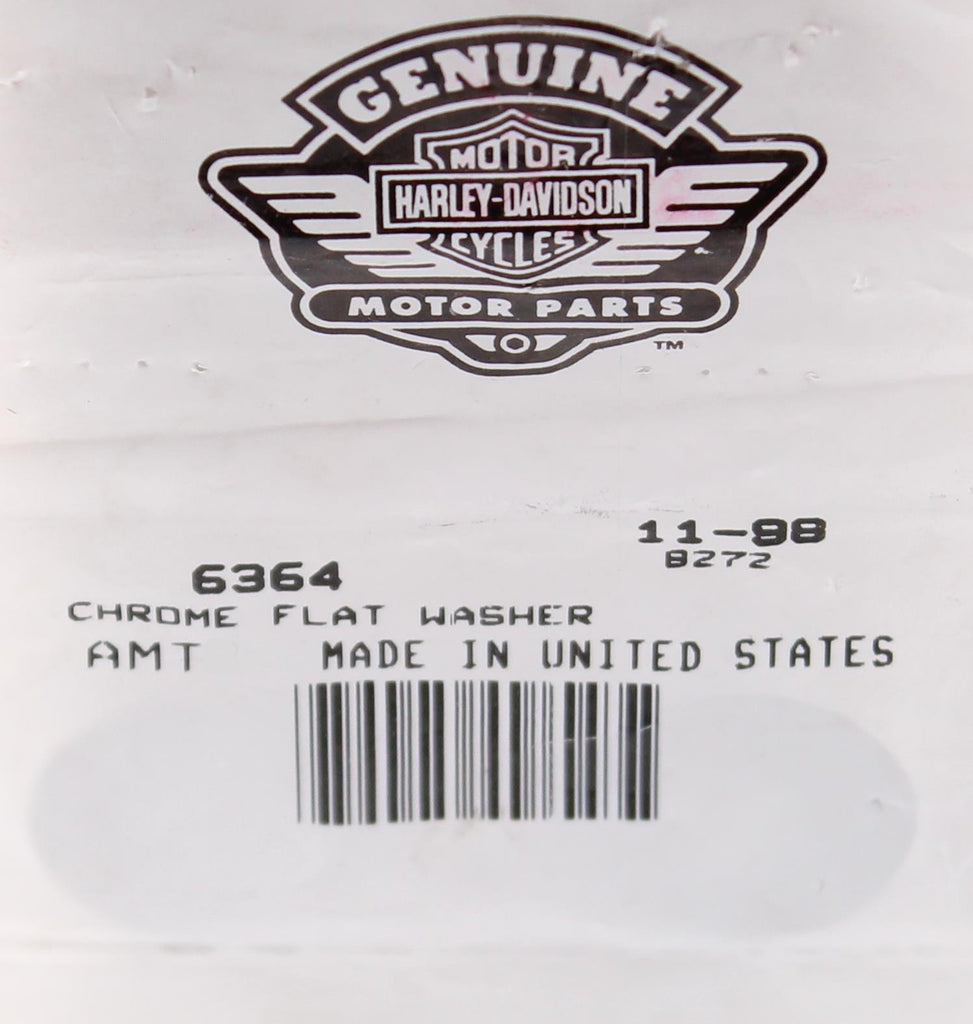 GENUINE
MOTOR
HARLEY-DAVIDSON
CYCLES
MOTOR PARTS
TM
11-98
8272
6364
CHROME FLAT WASHER
AMT MADE IN UNITED STATES